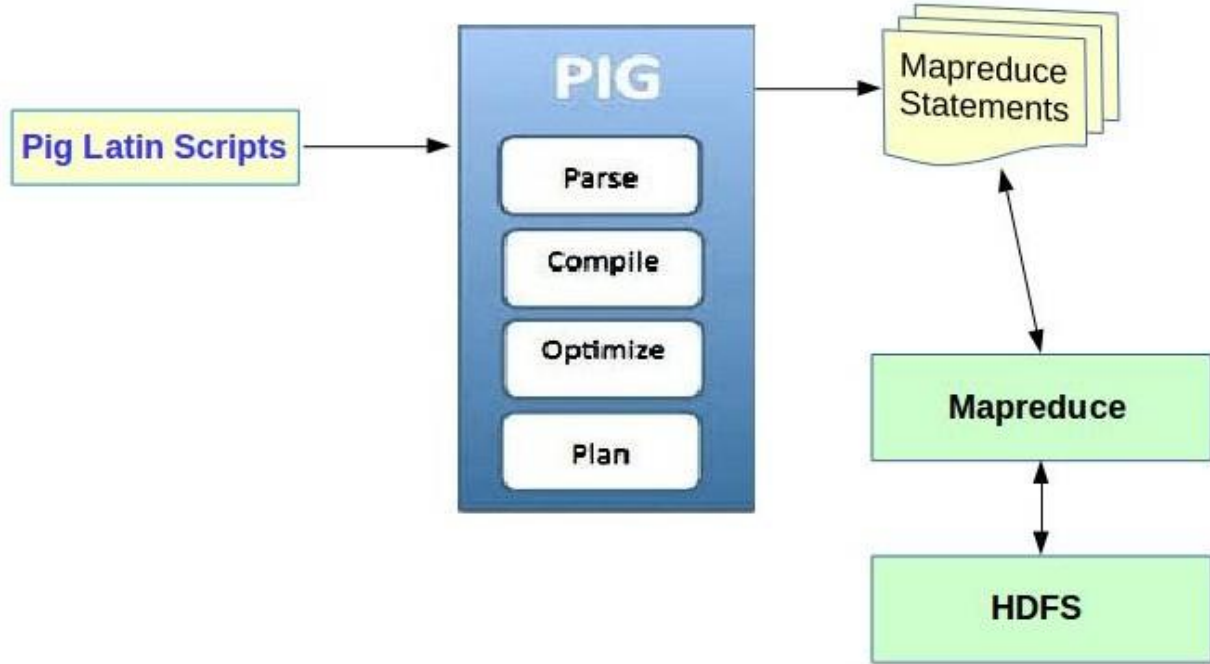 Pig Latin Scripts
PIG
Parse
Compile
Optimize
Plan
Mapreduce
Statements
Mapreduce
HDFS